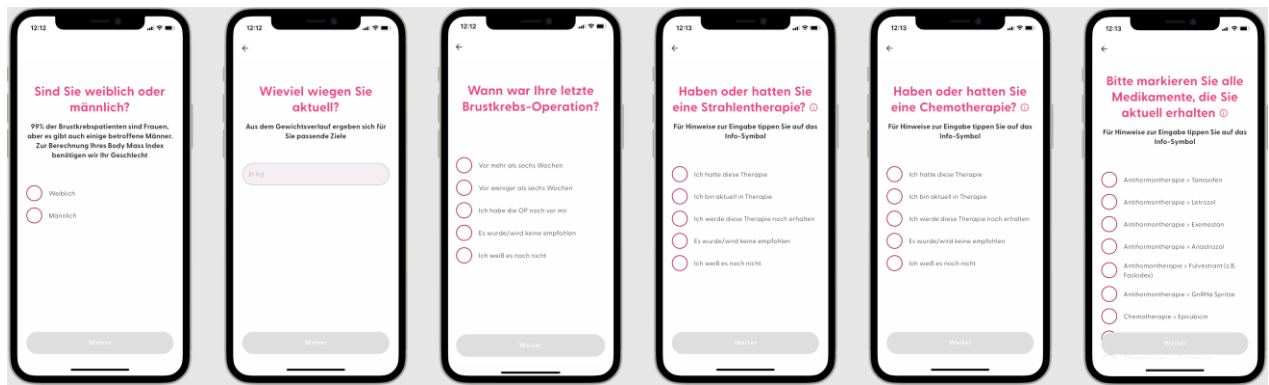 12:12
Sind Sie weiblich oder
männlich?
99% der Brustkrebspatienten sind Frauen,
aber es gibt auch einige betroffene Männer.
Zur Berechnung Ihres Body Mass Index
benötigen wir Ihr Geschlecht
Weiblich
Männlich
Weiter
12:12
Wieviel wiegen Sie
aktuell?
Aus dem Gewichtsverlauf ergeben sich für
Sie passende Ziele
in kg
Weiter
12:12
Wann war Ihre letzte
Brustkrebs-Operation?
Vor mehr als sechs Wochen
Vor weniger als sechs Wochen
Ich habe die OP noch vor mir
Es wurde/wird keine empfohlen
Ich weiß es noch nicht
Weiter
12:13
Haben oder hatten Sie
eine Strahlentherapie?
Für Hinweise zur Eingabe tippen Sie auf das
Info-Symbol
Ich hatte diese Therapie
Ich bin aktuell in Therapie
Ich werde diese Therapie noch erhalten
Es wurde/wird keine empfohlen
Ich weiß es noch nicht
Weiter
12:13
Haben oder hatten Sie
eine Chemotherapie?
Für Hinweise zur Eingabe tippen Sie auf das
Info-Symbol
Ich hatte diese Therapie
Ich bin aktuell in Therapie
Ich werde diese Therapie noch erhalten
Es wurde/wird keine empfohlen
Ich weiß es noch nicht
Weiter
12:13
Bitte markieren Sie alle
Medikamente, die Sie
aktuell erhalten
Für Hinweise zur Eingabe tippen Sie auf das
Info-Symbol
Antihormontherapie > Tamoxifen
Antihormontherapie > Letrozol
Antihormontherapie > Exemestan
Antihormontherapie > Anastrozol
Antihormontherapie > Fulvestrant (z.B.
Faslodex)
Antihormontherapie > GnRHa Spritze
Chemotherapie > Epirubicin
Weiter